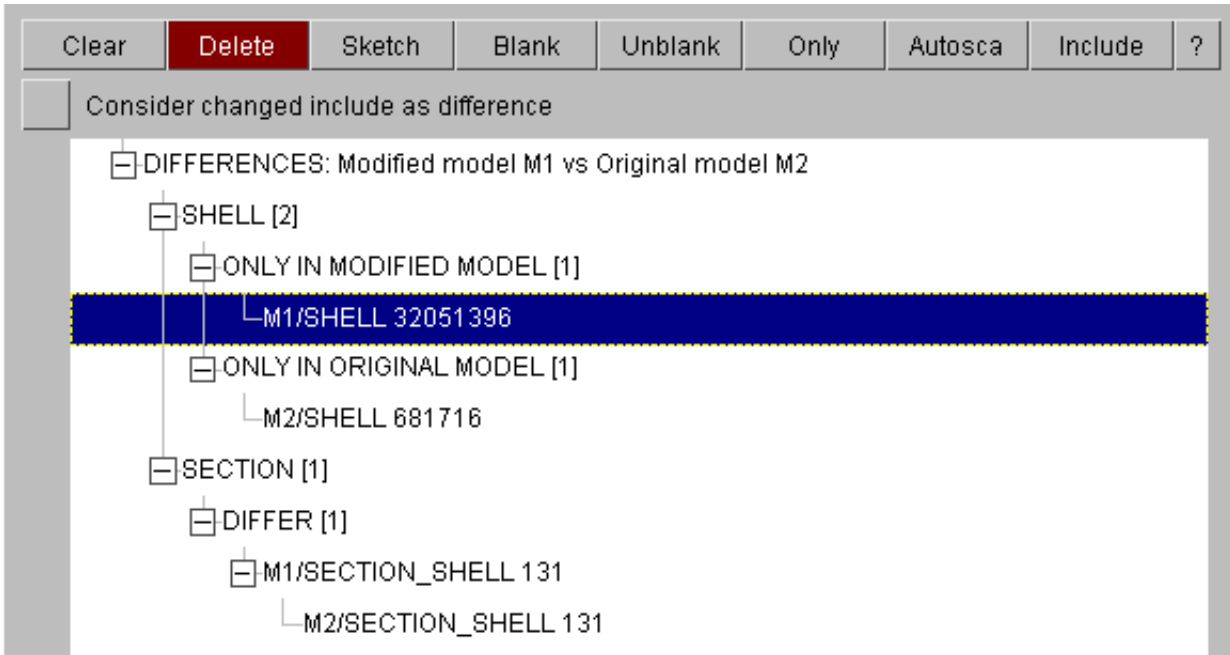 Clear Delete Sketch Blank Unblank Only Autosca Include ?
Consider changed include as difference
DIFFERENCES: Modified model M1 vs Original model M2
SHELL [2]
ONLY IN MODIFIED MODEL [1]
M1/SHELL 32051396
ONLY IN ORIGINAL MODEL [1]
M2/SHELL 681716
SECTION [1]
DIFFER [1]
M1/SECTION_SHELL 131
M2/SECTION_SHELL 131